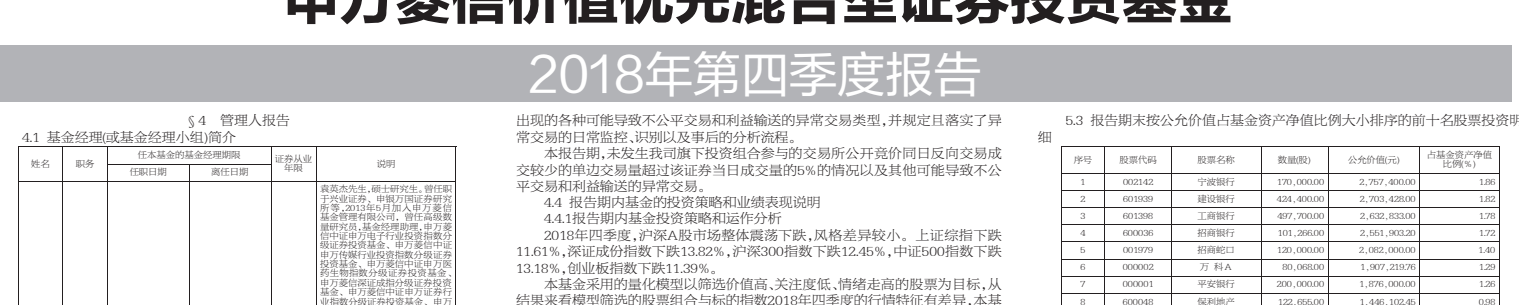 申万菱信价值优先混合型证券投资基金
2018年第四季度报告
§4 管理人报告
4.1 基金经理(或基金经理小组)简介
姓名 职务 任本基金的基金经理期限 证券从业年限 说明
任职日期 离任日期
袁英杰先生,硕士研究生。曾任职
于兴业证券、申银万国证券研究
所等,2013年5月加入申万菱信
基金管理有限公司,曾任高级数
量研究员,基金经理助理,申万菱
信中证申万电子行业投资指数分
级证券投资基金、申万菱信中证
申万传媒行业投资指数分级证券
投资基金、申万菱信中证申万医
药生物指数分级证券投资基金、
申万菱信深证成指分级证券投资
基金、申万菱信中证申万证券行
业指数分级证券投资基金、申万
出现的各种可能导致不公平交易和利益输送的异常交易类型,并规定且落实了异
常交易的日常监控、识别以及事后的分析流程。
本报告期,未发生我司旗下投资组合参与的交易所公开竞价同日反向交易成
交较少的单边交易量超过该证券当日成交量的5%的情况以及其他可能导致不公
平交易和利益输送的异常交易。
4.4 报告期内基金的投资策略和业绩表现说明
4.4.1报告期内基金投资策略和运作分析
2018年四季度,沪深A股市场整体震荡下跌,风格差异较小。上证综指下跌
11.61%,深证成份指数下跌13.82%,沪深300指数下跌12.45%,中证500指数下跌
13.18%,创业板指数下跌11.39%。
本基金采用的量化模型以筛选价值高、关注度低、情绪走高的股票为目标,从
结果来看模型筛选的股票组合与标的指数2018年四季度的行情特征有差异,本基
5.3 报告期末按公允价值占基金资产净值比例大小排序的前十名股票投资明
细
序号 股票代码 股票名称 数量(股) 公允价值(元) 占基金资产净值比例(%)
1 002142 宁波银行 170,000.00 2,757,400.00 1.86
2 601939 建设银行 424,400.00 2,703,428.00 1.82
3 601398 工商银行 497,700.00 2,632,833.00 1.78
4 600036 招商银行 101,266.00 2,551,903.20 1.72
5 001979 招商蛇口 120,000.00 2,082,000.00 1.40
6 000002 万 科A 80,068.00 1,907,219.76 1.29
7 000001 平安银行 200,000.00 1,876,000.00 1.26
8 600048 保利地产 122,655.00 1,446,102.45 0.98